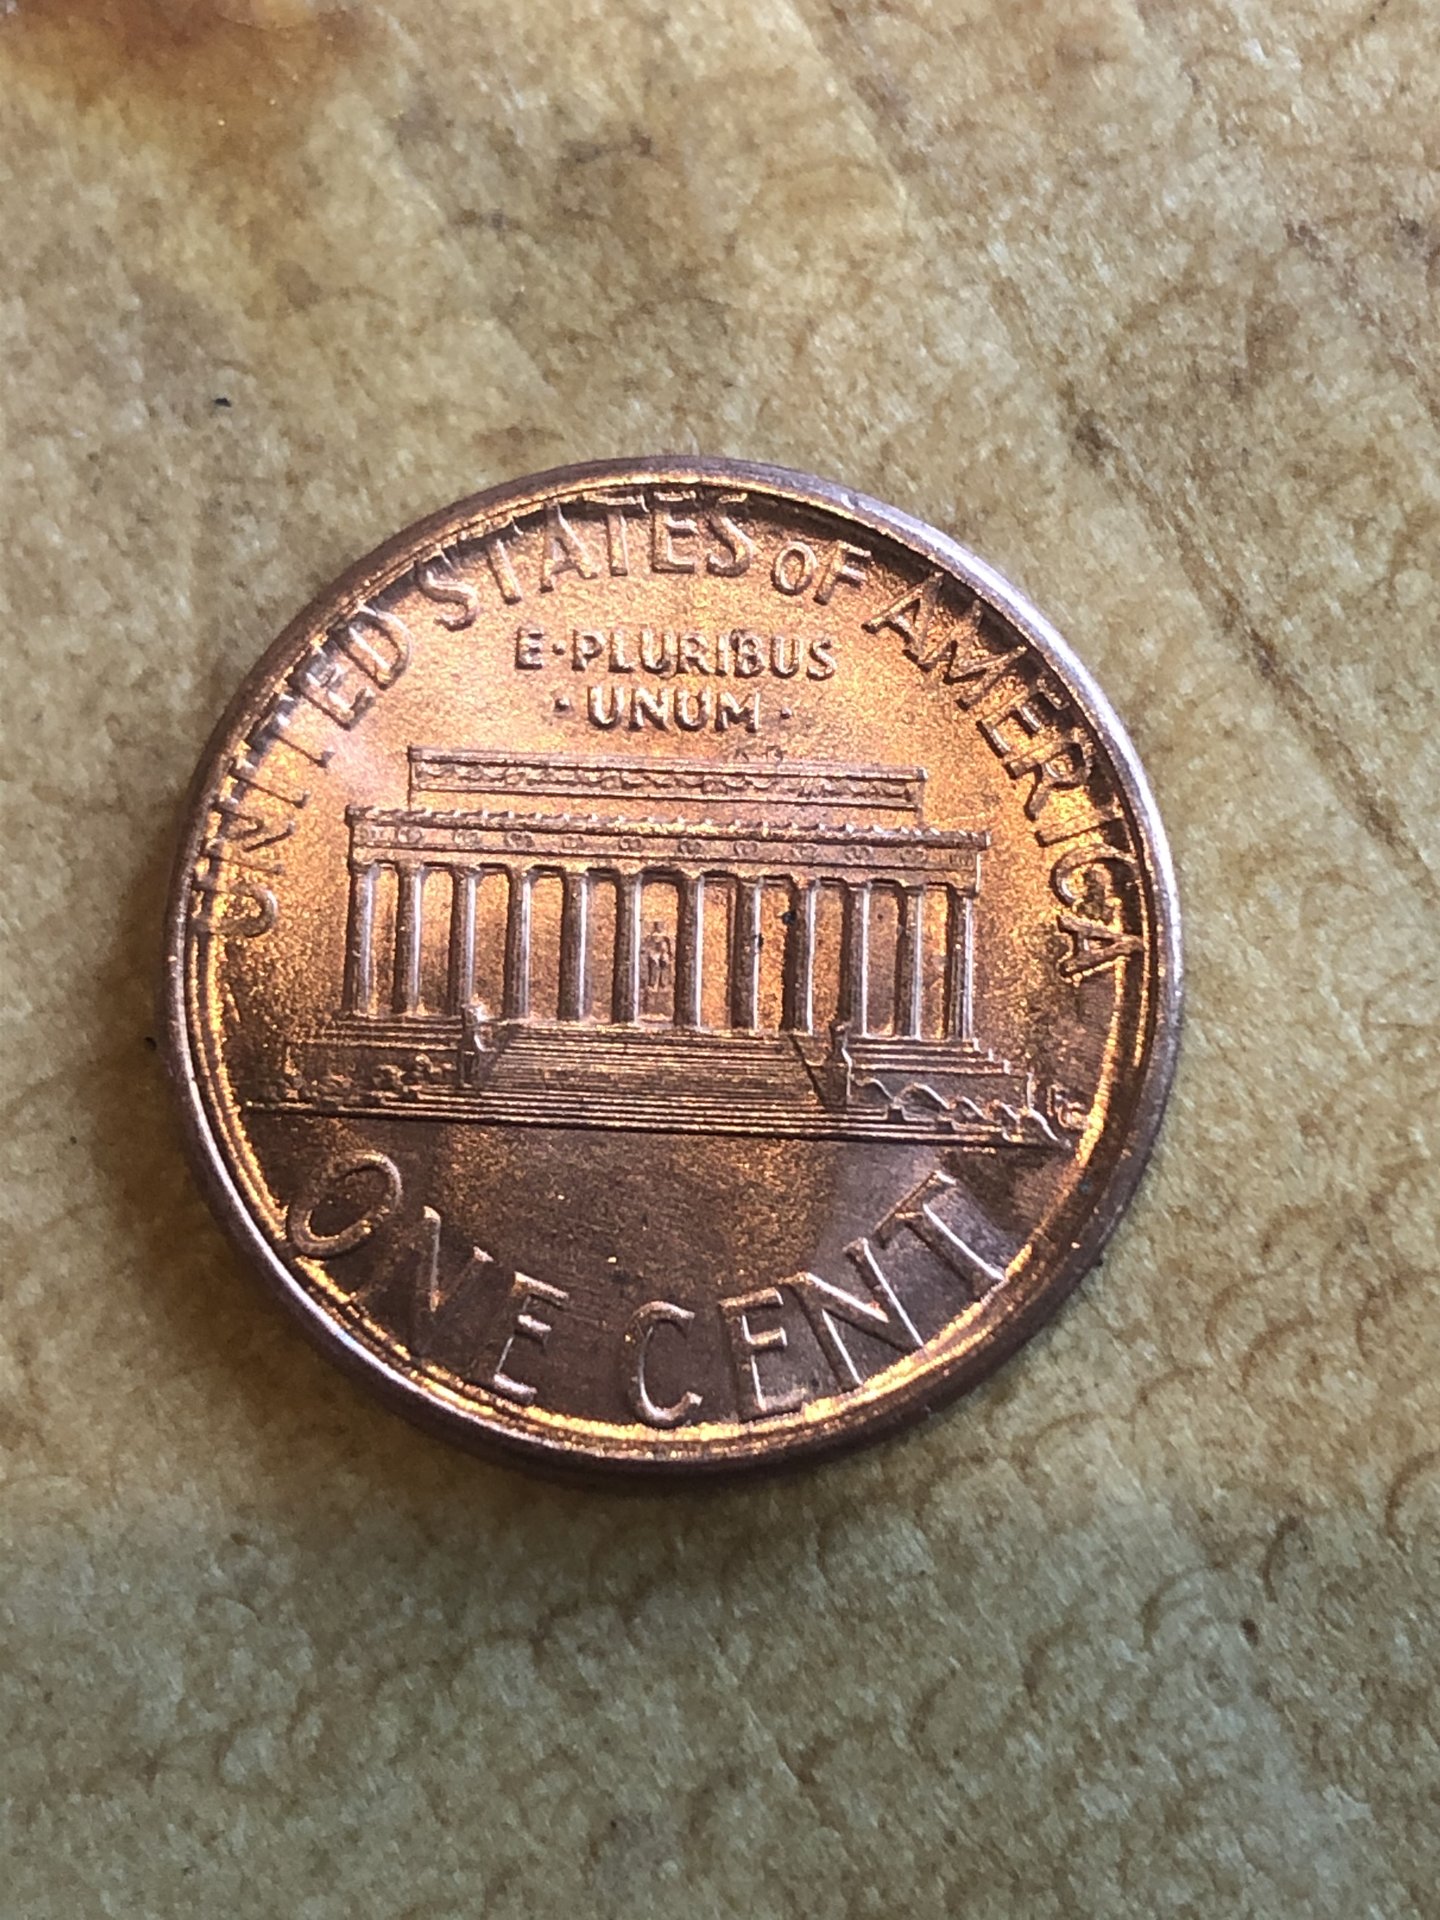 UNITED STATES OF AMERICA
E·PLURIBUS
·UNUM·
ONE CENT